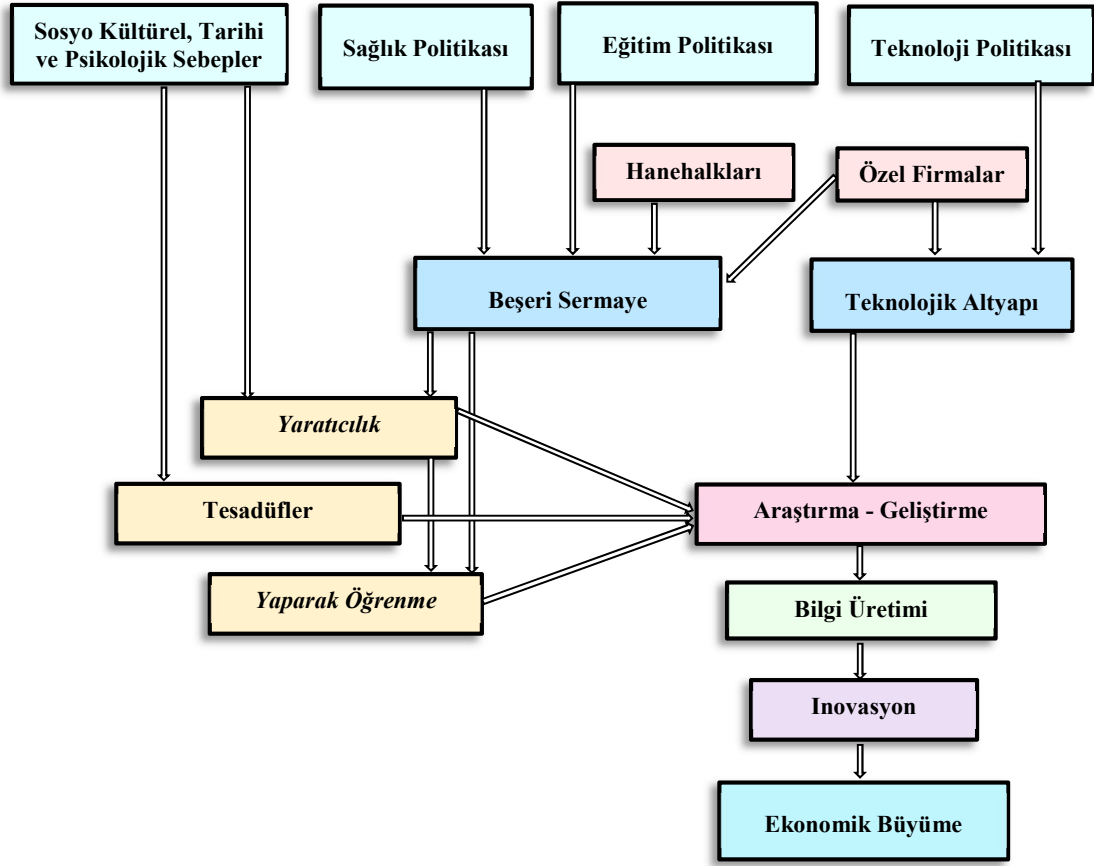 Sosyo Kültürel, Tarihi
ve Psikolojik Sebepler
Sağlık Politikası
Eğitim Politikası
Teknoloji Politikası
Hanehalkları
Özel Firmalar
Beşeri Sermaye
Teknolojik Altyapı
Yaratıcılık
Tesadüfler
Araştırma - Geliştirme
Yaparak Öğrenme
Bilgi Üretimi
Inovasyon
Ekonomik Büyüme